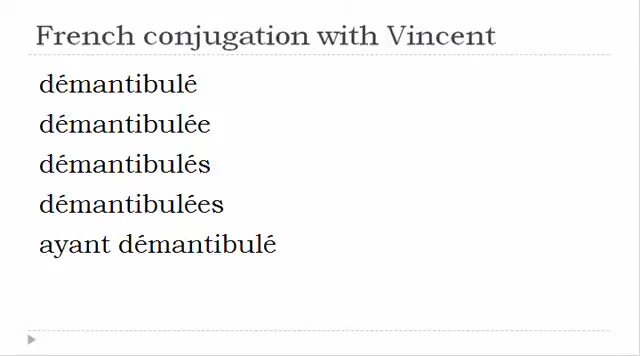 French conjugation with Vincent
démantibulé
démantibulée
démantibulés
démantibulées
ayant démantibulé